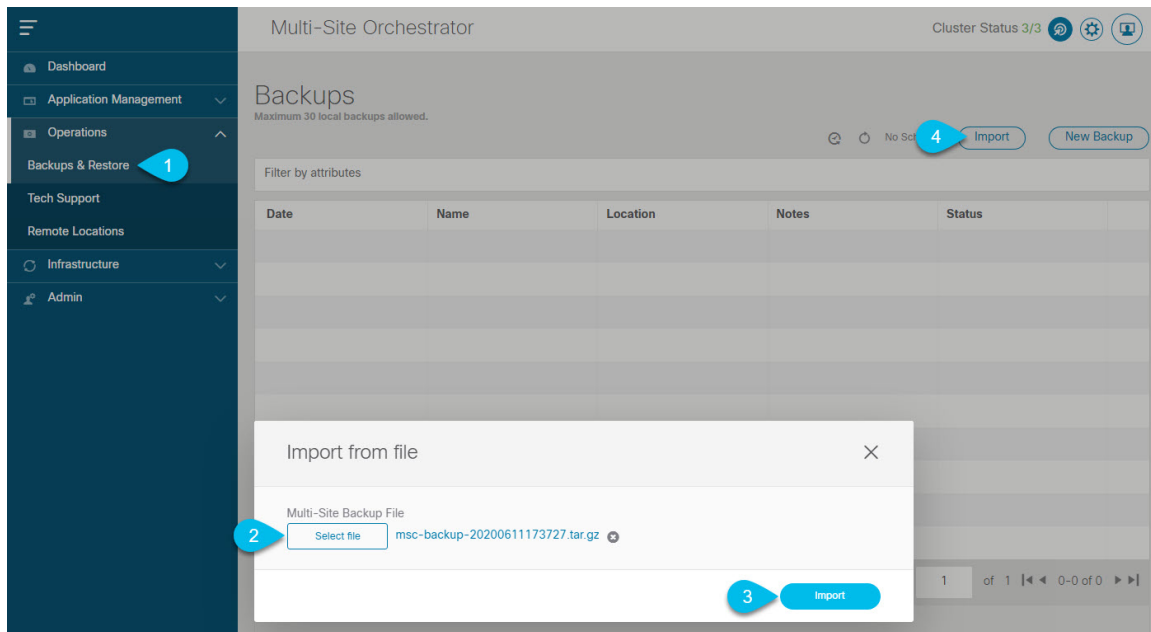 Multi-Site Orchestrator
Cluster Status 3/3
Dashboard
Application Management
Operations
Backups & Restore
1
Tech Support
Remote Locations
Infrastructure
Admin
Backups
Maximum 30 local backups allowed.
No Sc
4
Import
New Backup
Filter by attributes
Date Name Location Notes Status
Import from file
Multi-Site Backup File
2
Select file msc-backup-20200611173727.tar.gz
3
Import
1 of 1 0-0 of 0